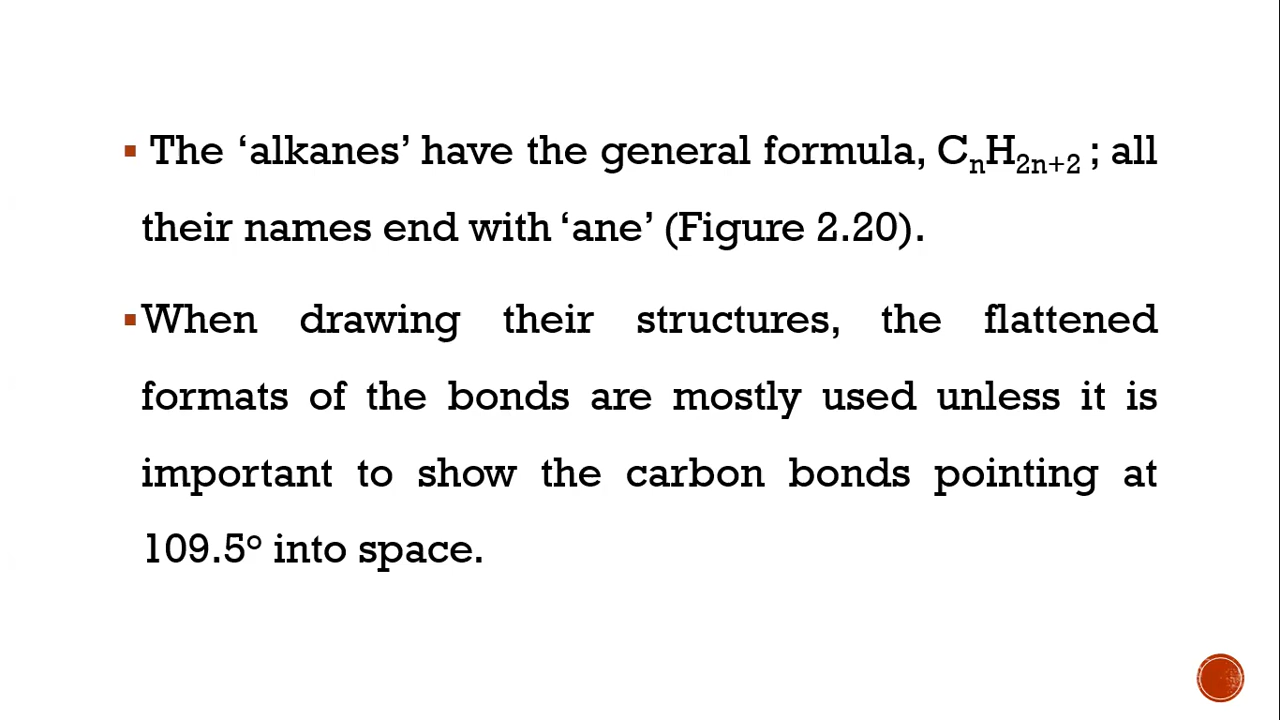 ▪ The ‘alkanes’ have the general formula, CₙH₂ₙ₊₂ ; all
their names end with ‘ane’ (Figure 2.20).
▪When drawing their structures, the flattened
formats of the bonds are mostly used unless it is
important to show the carbon bonds pointing at
109.5° into space.